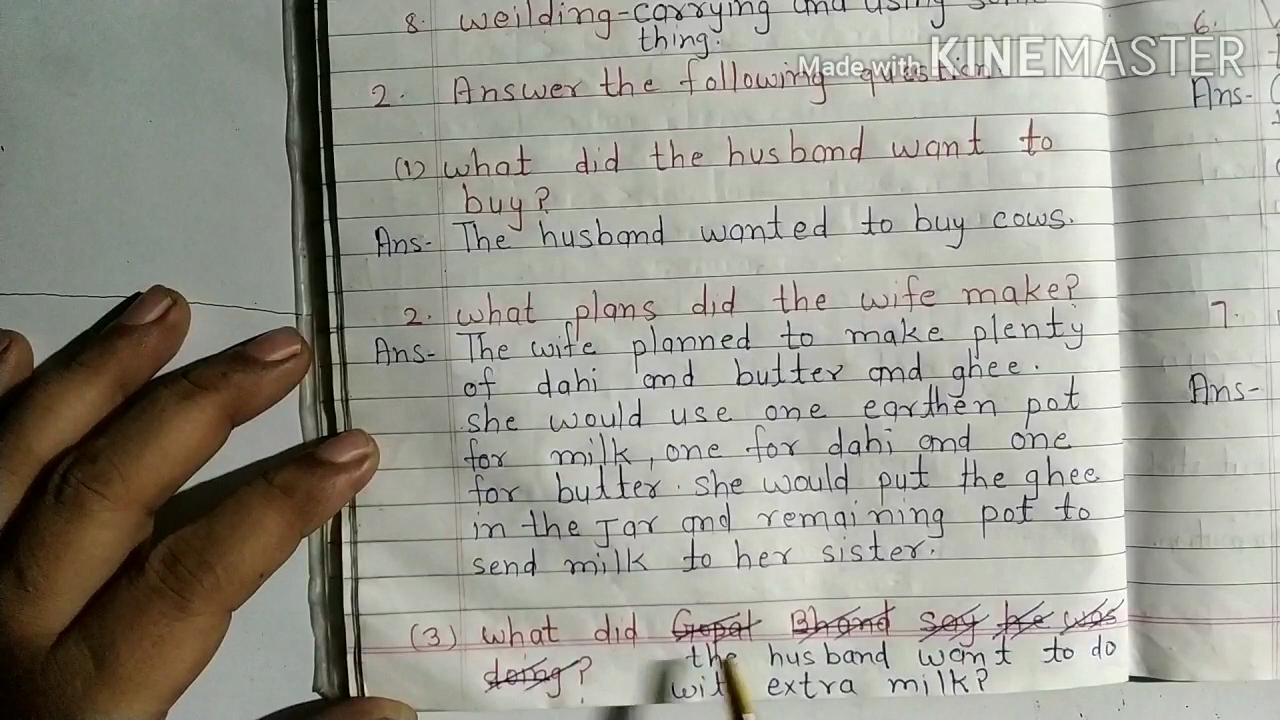 8. weilding-carrying and using some
thing.
Made with KINEMASTER
2. Answer the following question.
(1) what did the husband want to
buy?
Ans- The husband wanted to buy cows.
2. what plans did the wife make?
Ans- The wife planned to make plenty
of dahi and butter and ghee.
she would use one earthen pot
for milk, one for dahi and one
for butter. she would put the ghee
in the Jar and remaining pot to
send milk to her sister.
(3) what did Gopal Bhand say he was
doing? the husband want to do
with extra milk?
6.
Ans-
7.
Ans-